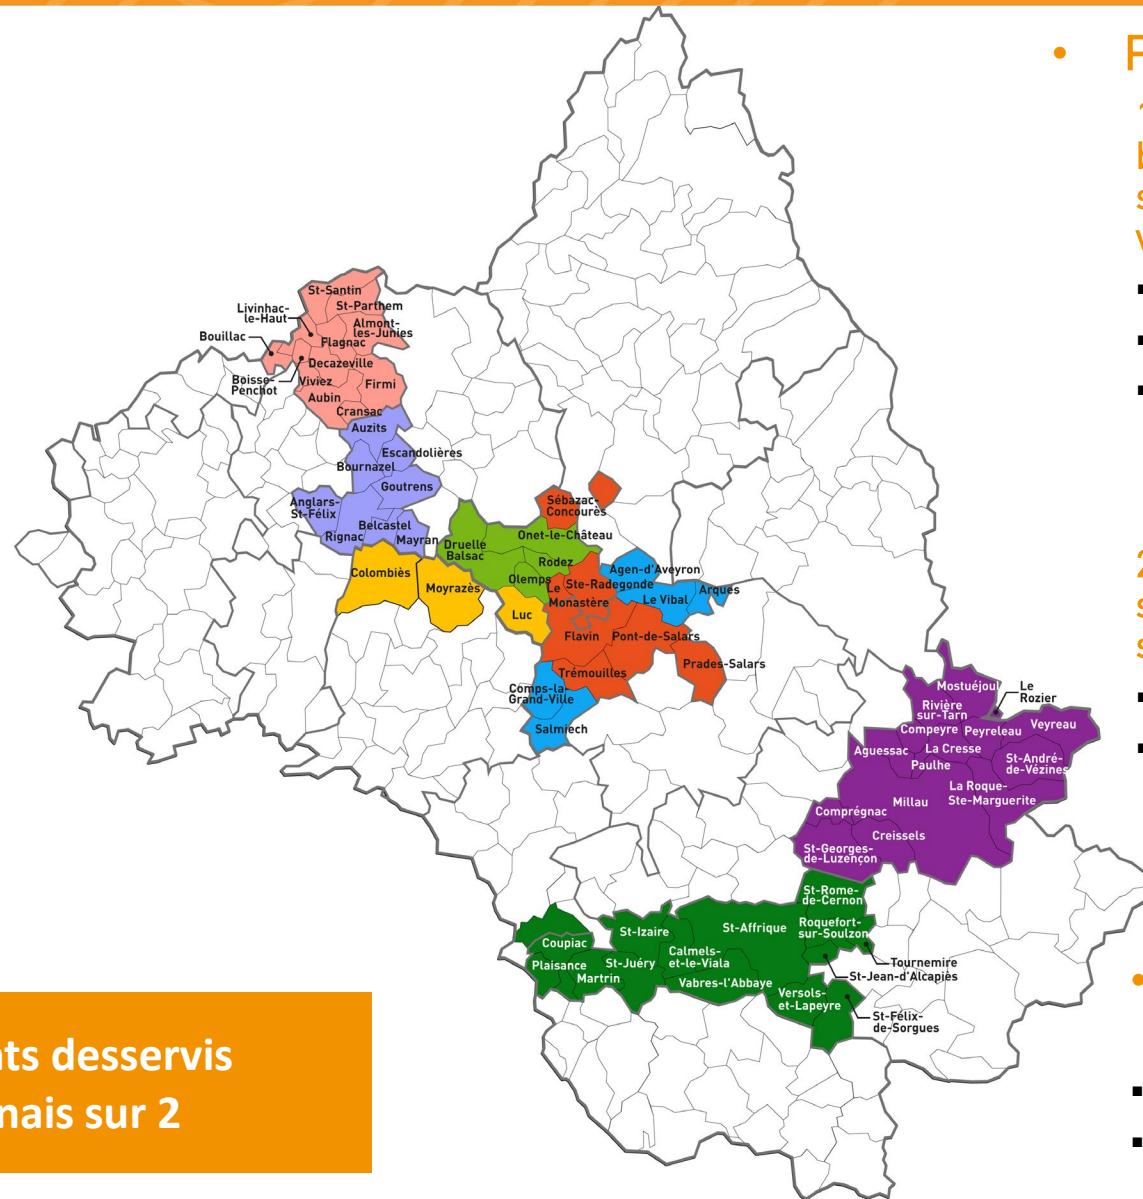 St-Santin
St-Parthem
Livinhac-
le-Haut
Almont-
les-Junies
Bouillac
Flagnac
Decazeville
Boisse-
Penchot
Viviez
Firmi
Aubin
Cransac
Auzits
Escandolières
Bournazel
Goutrens
Anglars-
St-Félix
Belcastel
Rignac
Mayran
Colombiès
Moyrazès
Luc
Druelle
Balsac
Onet-le-Château
Rodez
Olemps
Sébazac-
Concourès
Le
Monastère
Ste-Radegonde
Flavin
Pont-de-Salars
Prades-Salars
Trémouilles
Agen-d'Aveyron
Le Vibal
Arques
Comps-la-
Grand-Ville
Salmiech
Mostuéjoul
Le
Rozier
Rivière
sur-Tarn
Compeyre
Peyreleau
Veyreau
Aguessac
La Cresse
Paulhe
St-André-
de-Vézines
La Roque-
Ste-Marguerite
Millau
Comprégnac
Creissels
St-Georges-
de-Luzençon
St-Rome-
de-Cernon
Roquefort-
sur-Soulzon
St-Affrique
St-Izaire
Coupiac
Calmels-
et-le-Viala
Plaisance
St-Juéry
Martrin
Vabres-l'Abbaye
Tournemire
St-Jean-d'Alcapiès
Versols-
et-Lapeyre
St-Félix-
de-Sorgues
desservis
sur 2